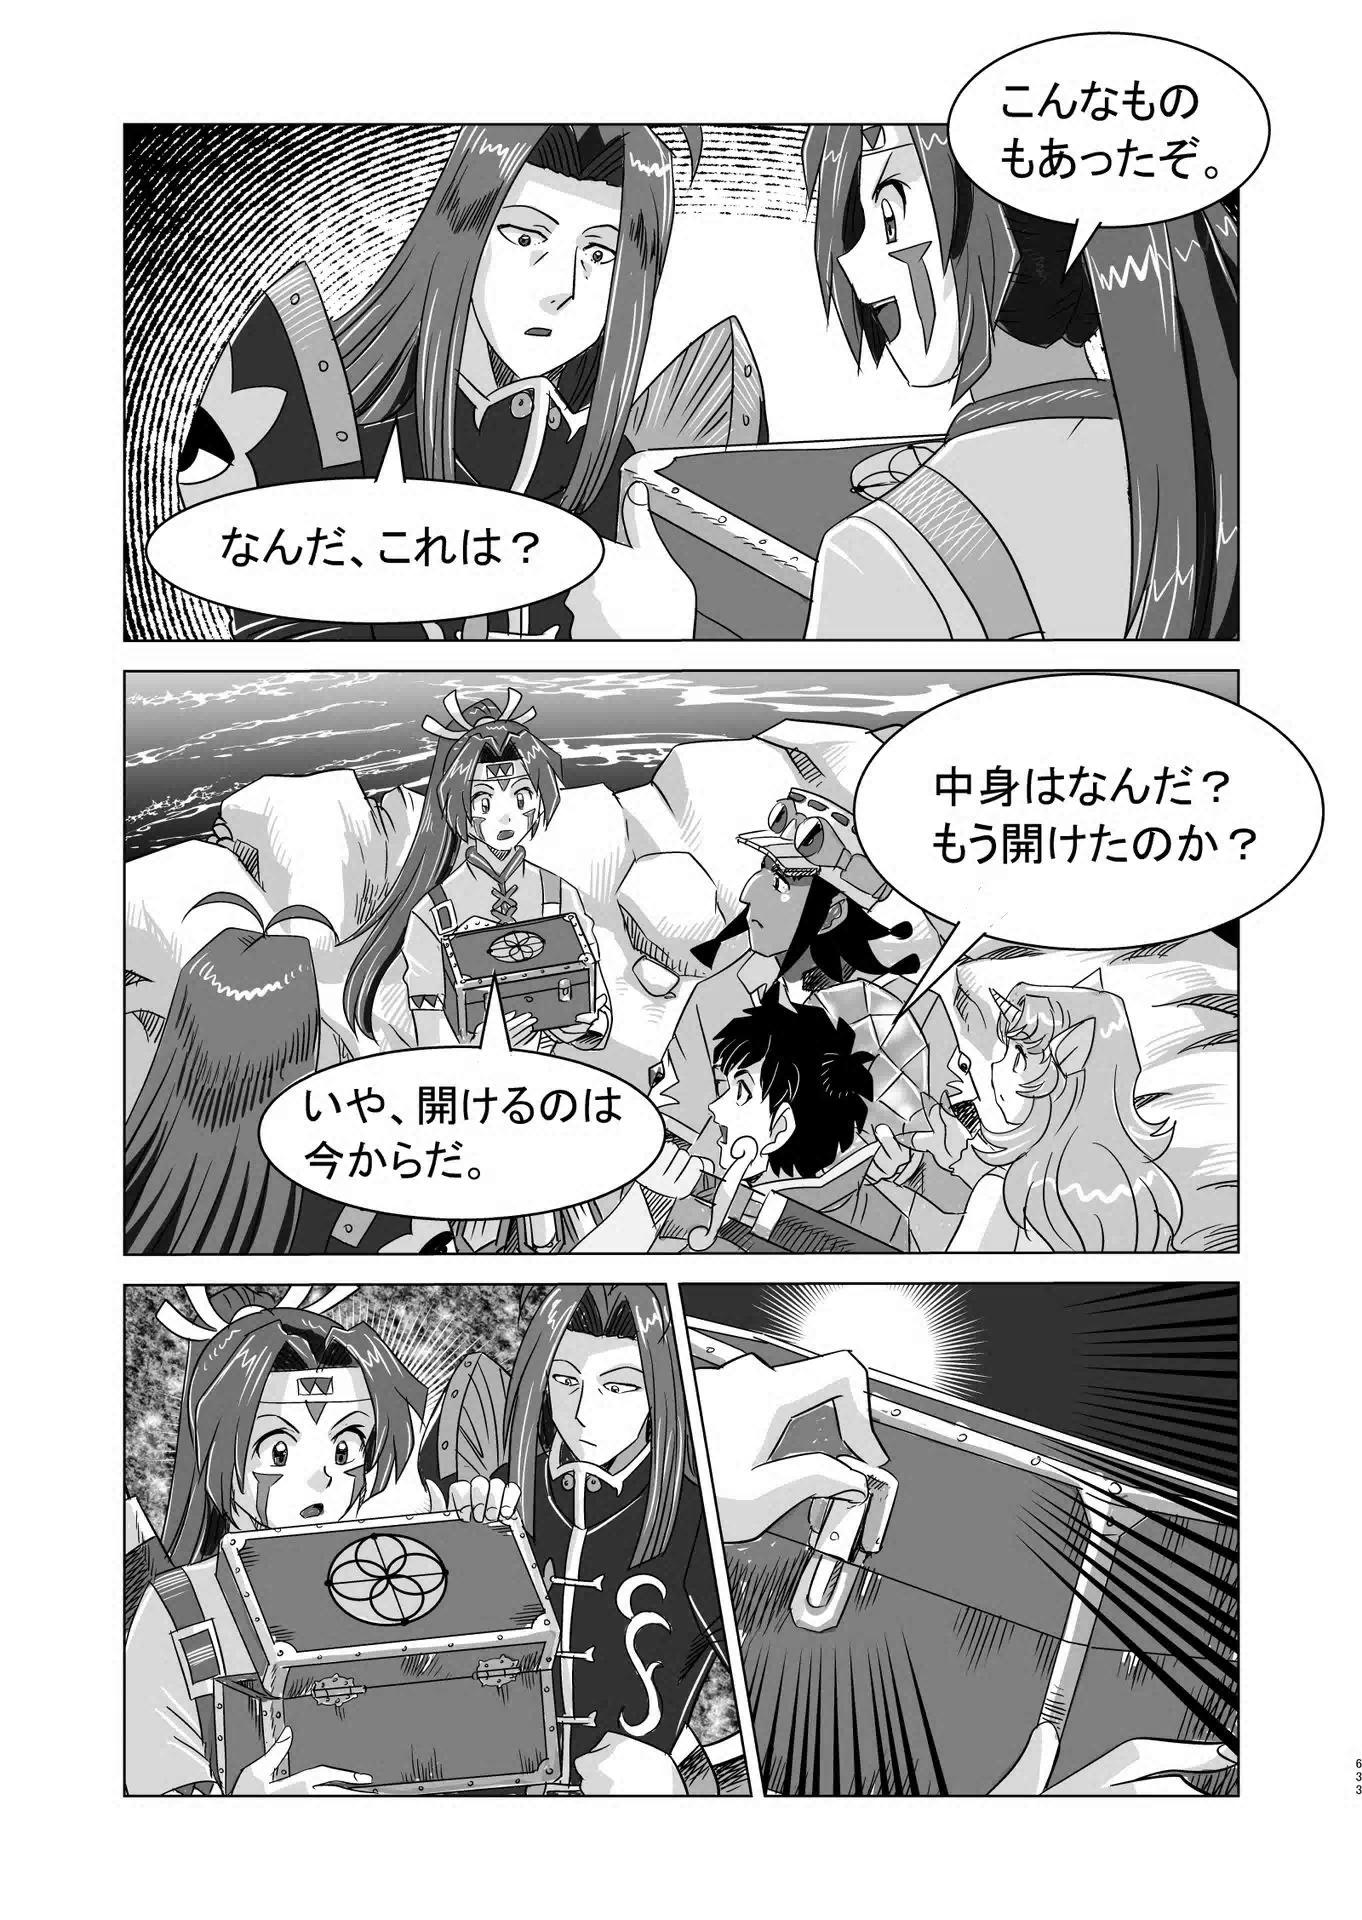 こんなもの
もあったぞ。
なんだ、これは？
中身はなんだ？
もう開けたのか？
いや、開けるのは
今からだ。
633